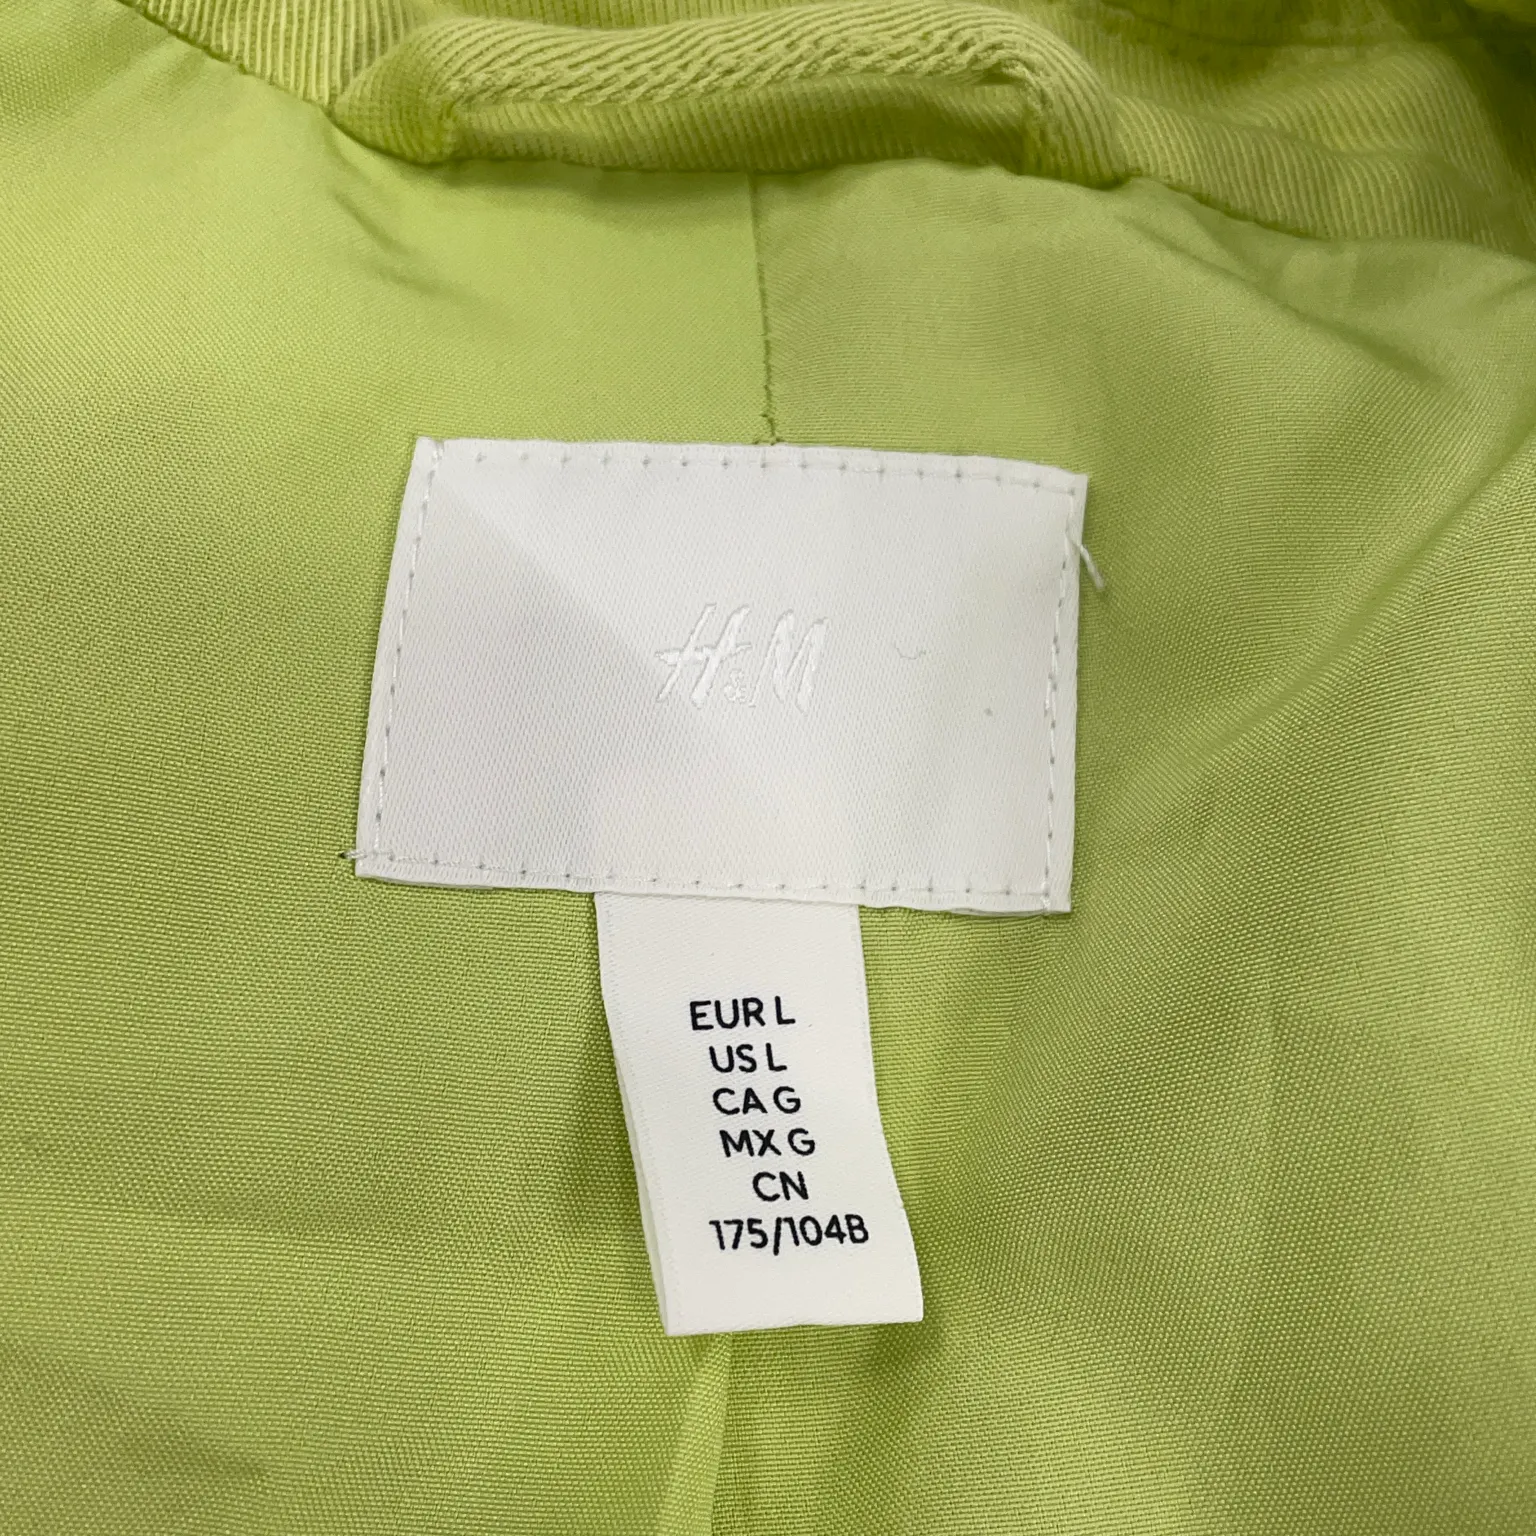 H&M
EUR L
US L
CA G
MX G
CN
175/104B